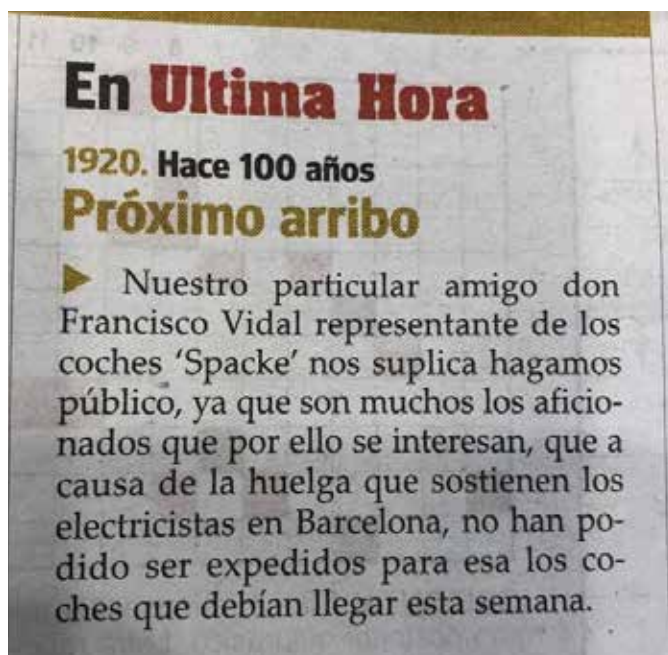 En Ultima Hora
1920. Hace 100 años
Próximo arribo
Nuestro particular amigo don
Francisco Vidal representante de los
coches ‘Spacke’ nos suplica hagamos
público, ya que son muchos los aficio-
nados que por ello se interesan, que a
causa de la huelga que sostienen los
electricistas en Barcelona, no han po-
dido ser expedidos para esa los co-
ches que debían llegar esta semana.